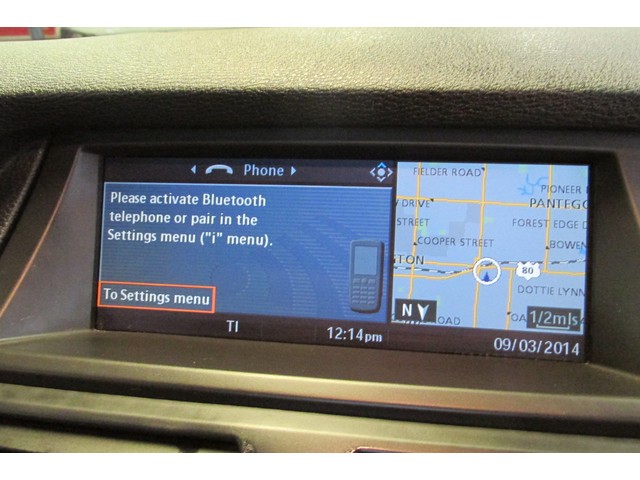 Phone
Please activate Bluetooth
telephone or pair in the
Settings menu ("i" menu).
To Settings menu
TI
12:14pm
FIELDER ROAD
PIONEER
PANTEGO
DRIVE
STREET
FOREST EDGE D
COOPER STREET
BOWEN
STON
80
DOTTIE LYNN
N
ROAD
1/2mls
09/03/2014